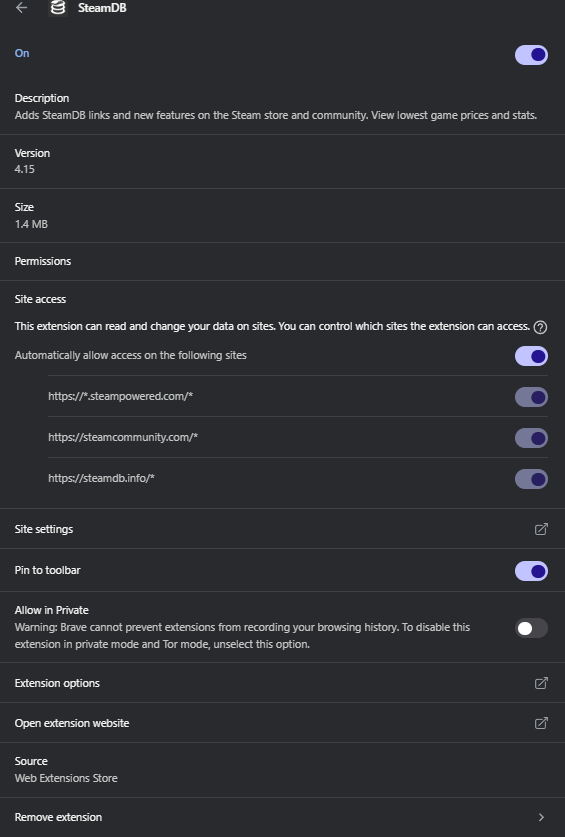 SteamDB
On
Description
Adds SteamDB links and new features on the Steam store and community. View lowest game prices and stats.
Version
4.15
Size
1.4 MB
Permissions
Site access
This extension can read and change your data on sites. You can control which sites the extension can access.
Automatically allow access on the following sites
https://*.steampowered.com/*
https://steamcommunity.com/*
https://steamdb.info/*
Site settings
Pin to toolbar
Allow in Private
Warning: Brave cannot prevent extensions from recording your browsing history. To disable this
extension in private mode and Tor mode, unselect this option.
Extension options
Open extension website
Source
Web Extensions Store
Remove extension